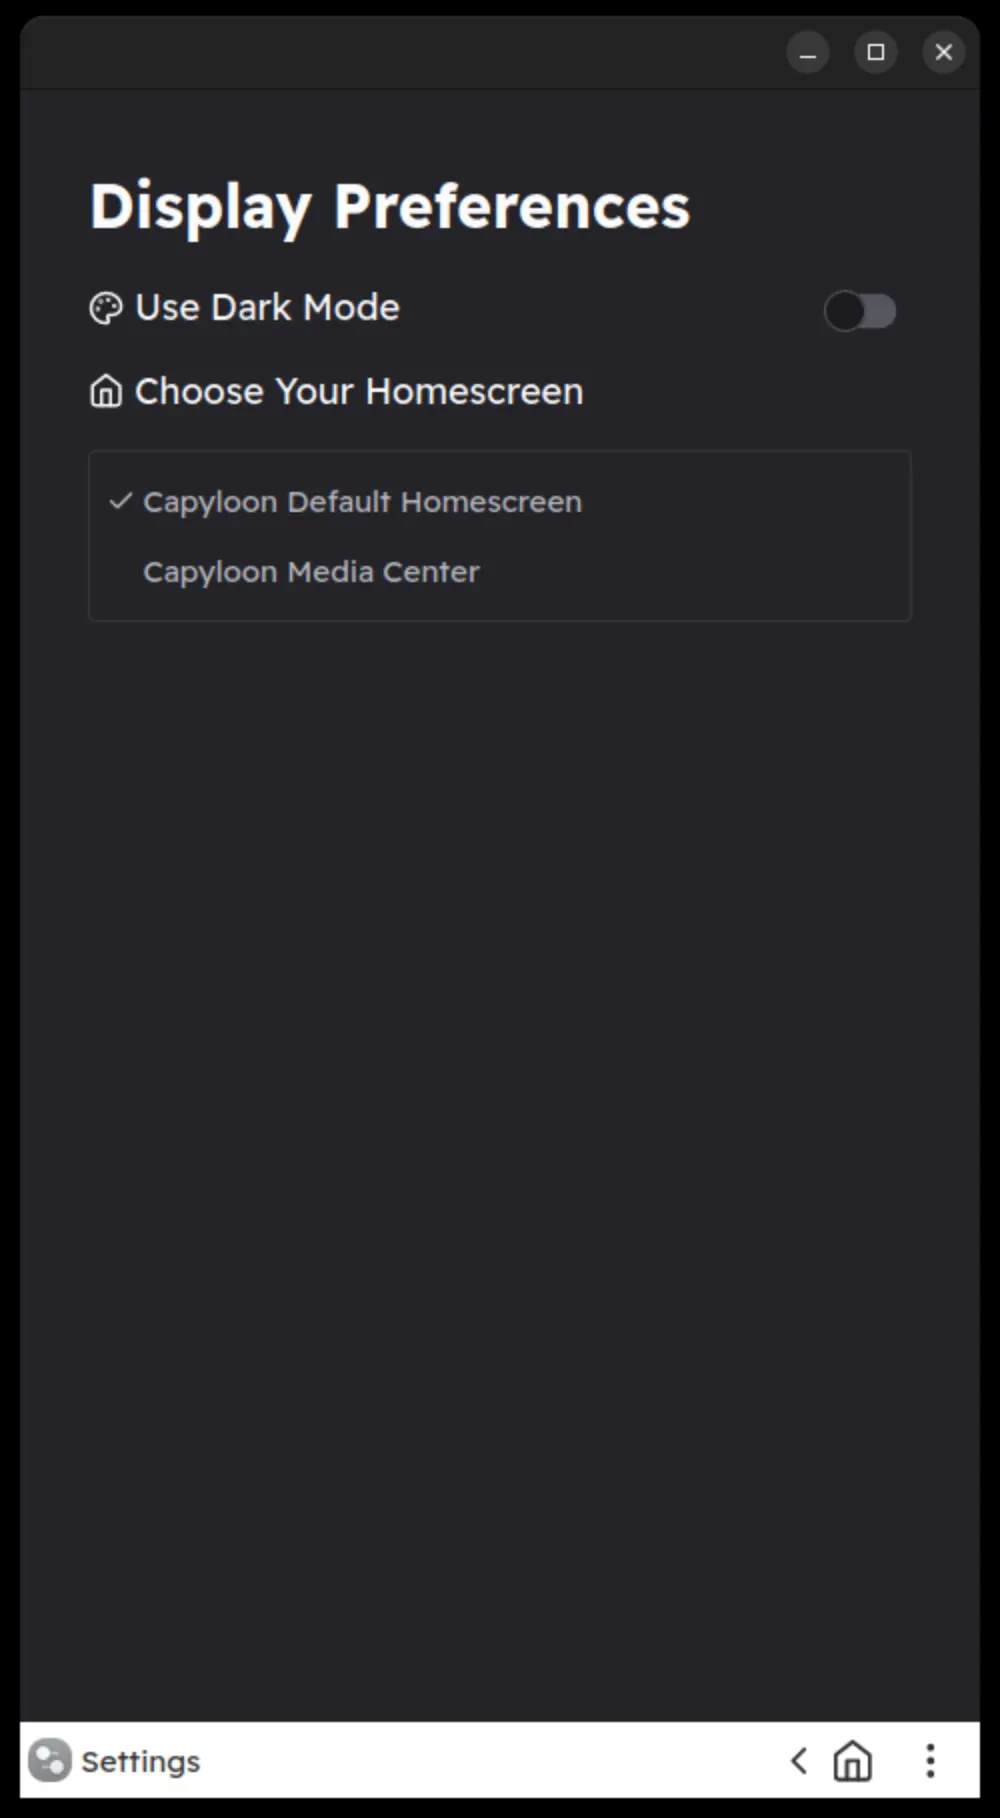 Display Preferences
Use Dark Mode
Choose Your Homescreen
Capyloon Default Homescreen
Capyloon Media Center
Settings